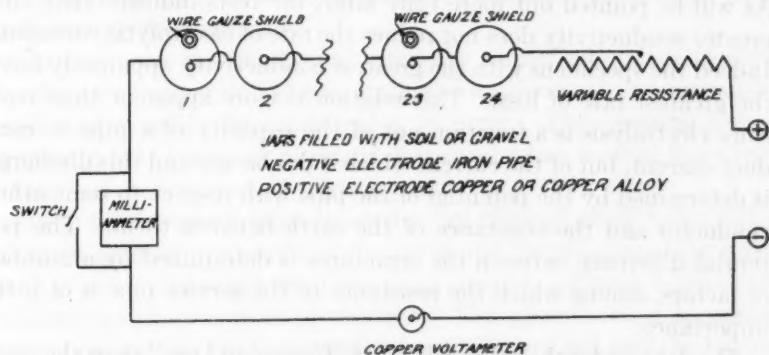 WIRE GAUZE SHIELD
WIRE GAUZE SHIELD
1
2
23
24
VARIABLE RESISTANCE
+
JARS FILLED WITH SOIL OR GRAVEL
NEGATIVE ELECTRODE IRON PIPE
POSITIVE ELECTRODE COPPER OR COPPER ALLOY
SWITCH
MILLI-
AMMETER
−
COPPER VOLTAMETER